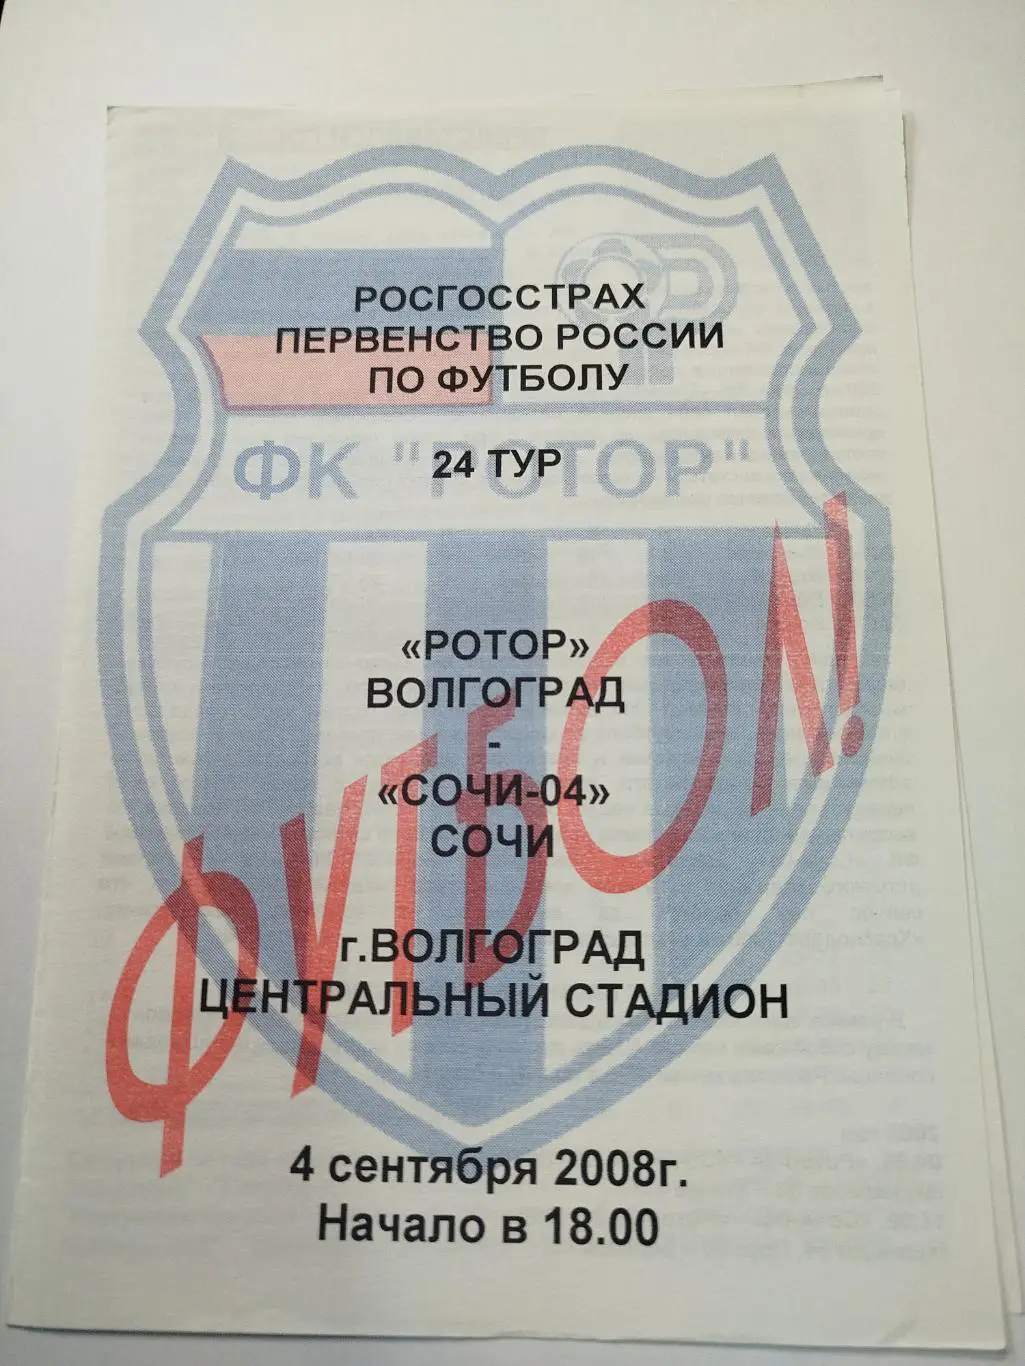 РОСГОССТРАХ
ПЕРВЕНСТВО РОССИИ
ПО ФУТБОЛУ
ФК "РОТОР"
24 ТУР
«РОТОР»
ВОЛГОГРАД
-
«СОЧИ-04»
СОЧИ
ФУТБОЛ!
г.ВОЛГОГРАД
ЦЕНТРАЛЬНЫЙ СТАДИОН
4 сентября 2008г.
Начало в 18.00